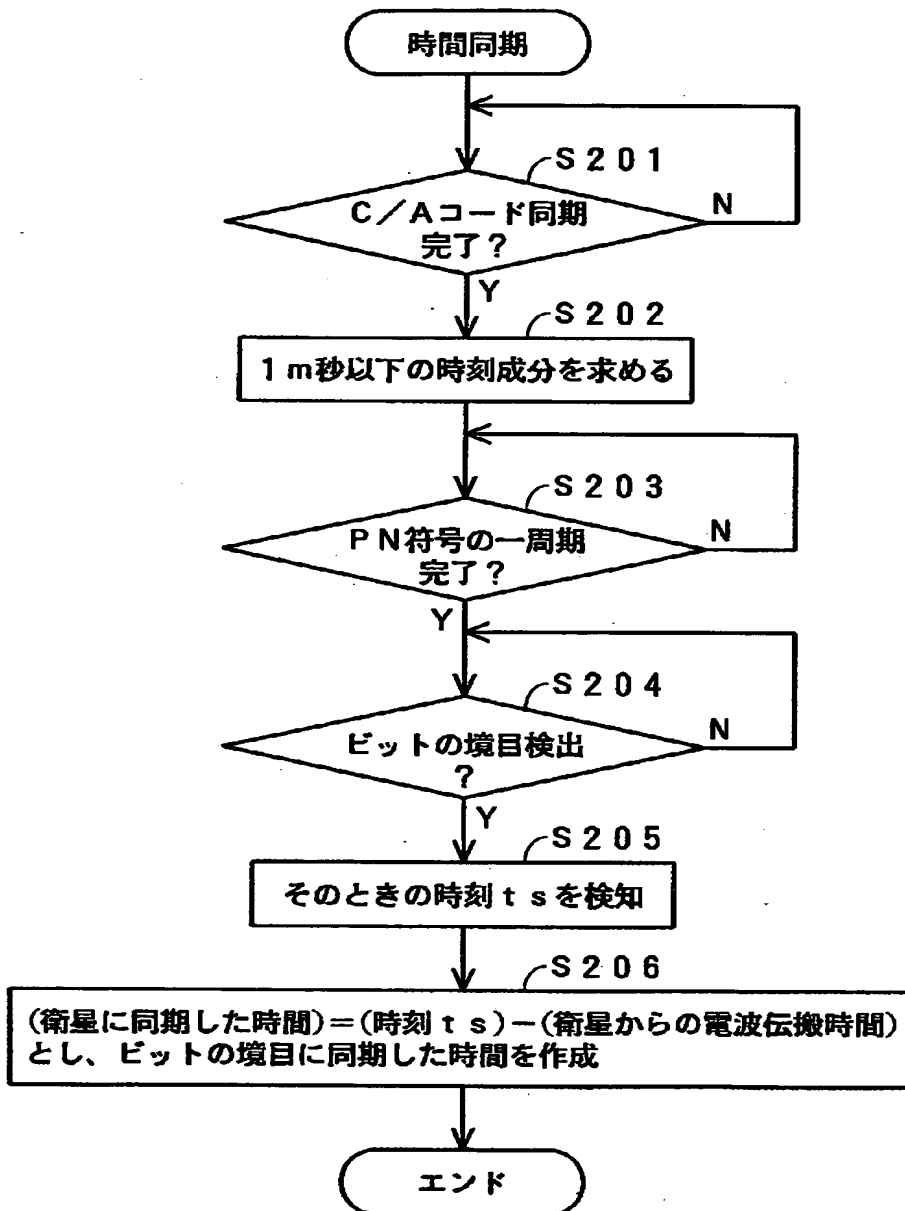 時間同期
S201
C/Aコード同期
完了?
N
Y
S202
1m秒以下の時刻成分を求める
S203
PN符号の一周期
完了?
N
Y
S204
ビットの境目検出
?
N
Y
S205
そのときの時刻tsを検知
S206
(衛星に同期した時間)=(時刻ts)-(衛星からの電波伝搬時間)
とし、ビットの境目に同期した時間を作成
エンド